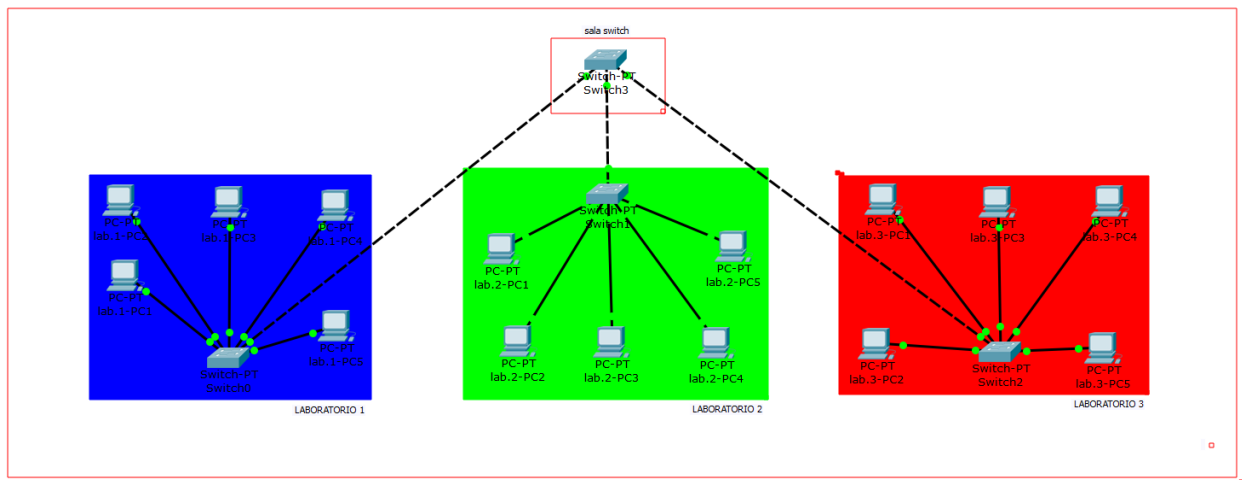 sala switch
Switch-PT
Switch3
PC-PT
lab.1-PC2
PC-PT
lab.1-PC3
PC-PT
lab.1-PC4
PC-PT
lab.1-PC1
PC-PT
lab.1-PC5
Switch-PT
Switch0
LABORATORIO 1
Switch-PT
Switch1
PC-PT
lab.2-PC1
PC-PT
lab.2-PC5
PC-PT
lab.2-PC2
PC-PT
lab.2-PC3
PC-PT
lab.2-PC4
LABORATORIO 2
PC-PT
lab.3-PC1
PC-PT
lab.3-PC3
PC-PT
lab.3-PC4
PC-PT
lab.3-PC2
Switch-PT
Switch2
PC-PT
lab.3-PC5
LABORATORIO 3